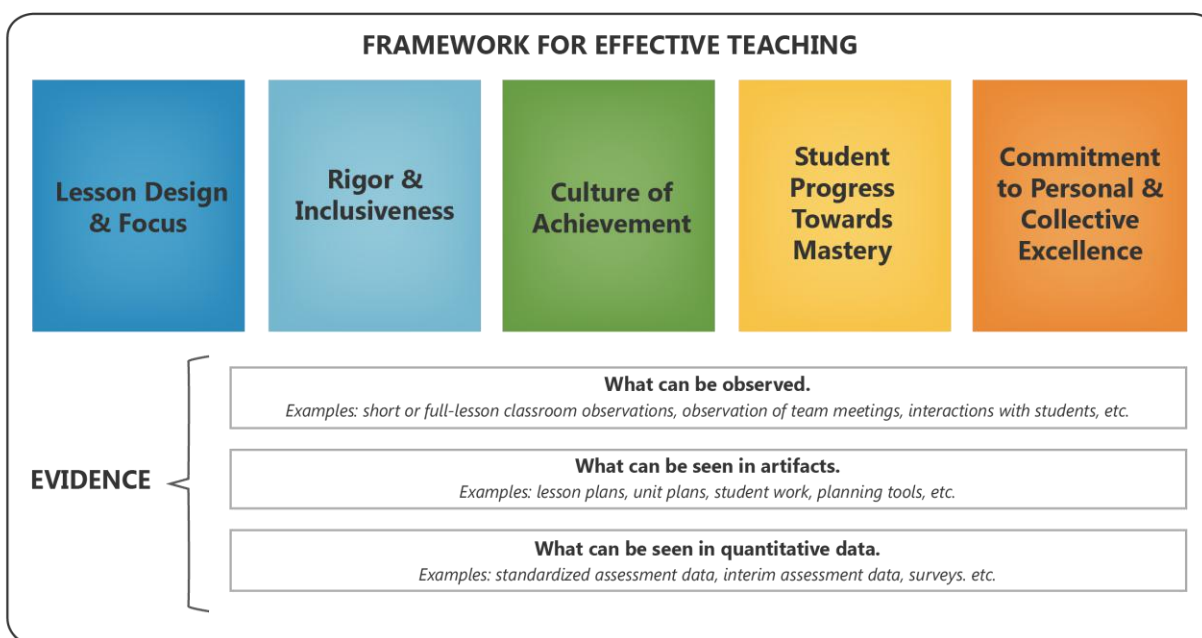 FRAMEWORK FOR EFFECTIVE TEACHING
Lesson Design
& Focus
Rigor &
Inclusiveness
Culture of
Achievement
Student
Progress
Towards
Mastery
Commitment
to Personal &
Collective
Excellence
EVIDENCE
What can be observed.
Examples: short or full-lesson classroom observations, observation of team meetings, interactions with students, etc.
What can be seen in artifacts.
Examples: lesson plans, unit plans, student work, planning tools, etc.
What can be seen in quantitative data.
Examples: standardized assessment data, interim assessment data, surveys. etc.